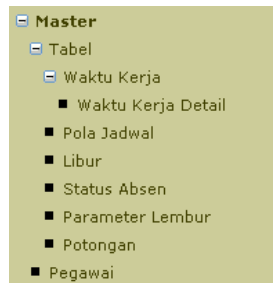 Master
Tabel
Waktu Kerja
Waktu Kerja Detail
Pola Jadwal
Libur
Status Absen
Parameter Lembur
Potongan
Pegawai